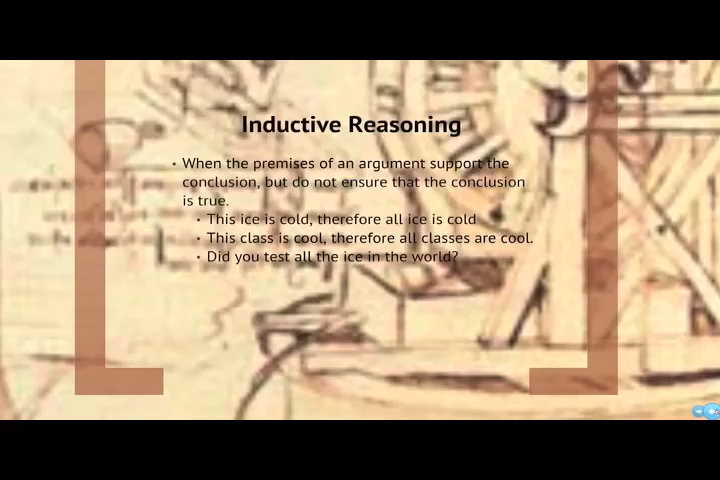 Inductive Reasoning
• When the premises of an argument support the
conclusion, but do not ensure that the conclusion
is true.
• This ice is cold, therefore all ice is cold
• This class is cool, therefore all classes are cool.
• Did you test all the ice in the world?